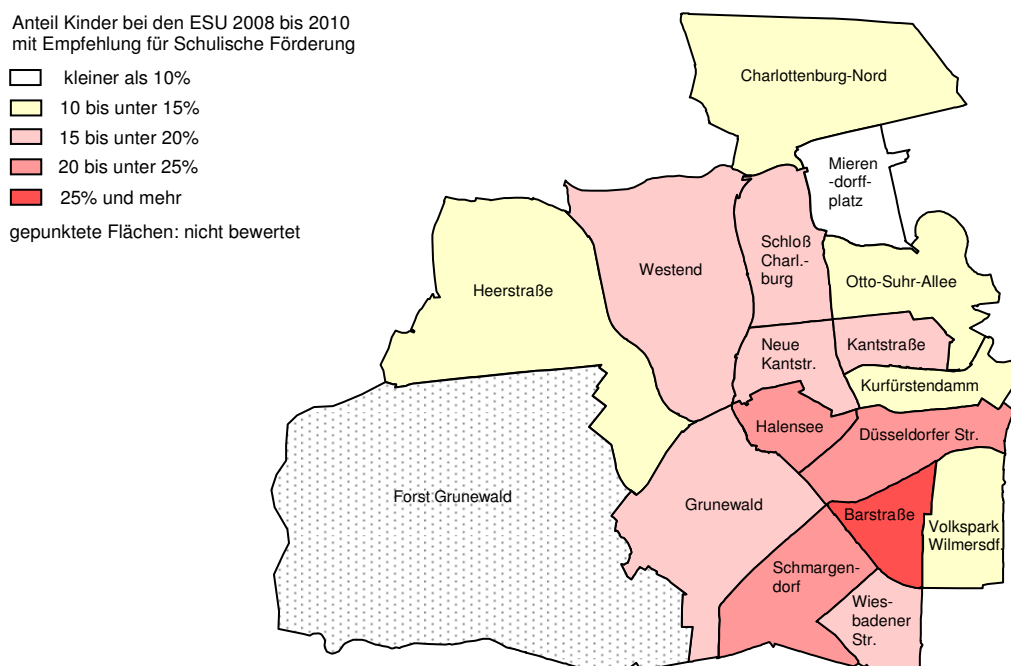 Anteil Kinder bei den ESU 2008 bis 2010
mit Empfehlung für Schulische Förderung
kleiner als 10%
10 bis unter 15%
15 bis unter 20%
20 bis unter 25%
25% und mehr
gepunktete Flächen: nicht bewertet
Charlottenburg-Nord
Mieren
-dorff-
platz
Schloß
Charl.-
burg
Westend
Otto-Suhr-Allee
Heerstraße
Neue
Kantstr.
Kantstraße
Kurfürstendamm
Halensee
Düsseldorfer Str.
Forst Grunewald
Grunewald
Barstraße
Volkspark
Wilmersdf.
Schmargen-
dorf
Wies-
badener
Str.